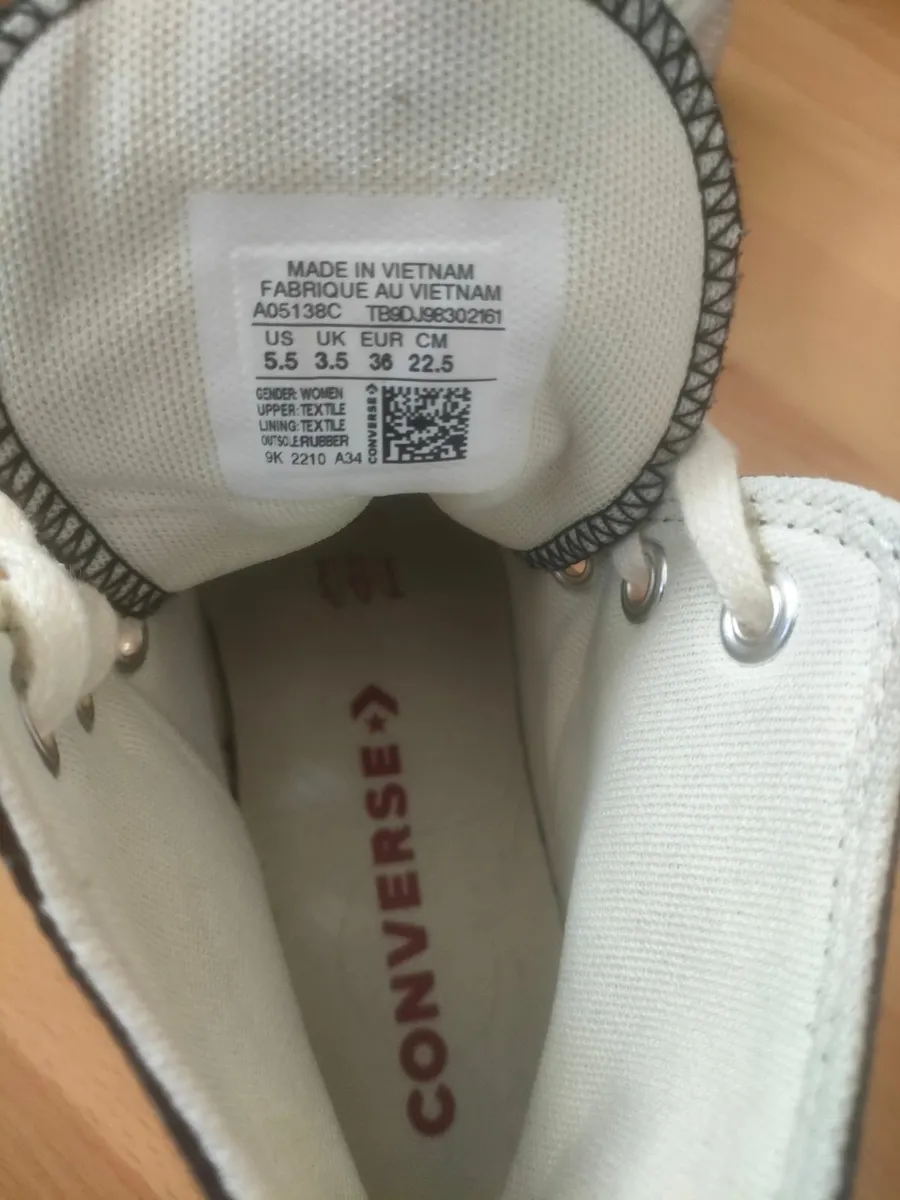 MADE IN VIETNAM
FABRIQUE AU VIETNAM
A05138C TB9DJ98302161
US UK EUR CM
5.5 3.5 36 22.5
GENDER: WOMEN
UPPER:TEXTILE
LINING:TEXTILE
OUTSOLE:RUBBER
9K 2210 A34
CONVERSE
CONVERSE